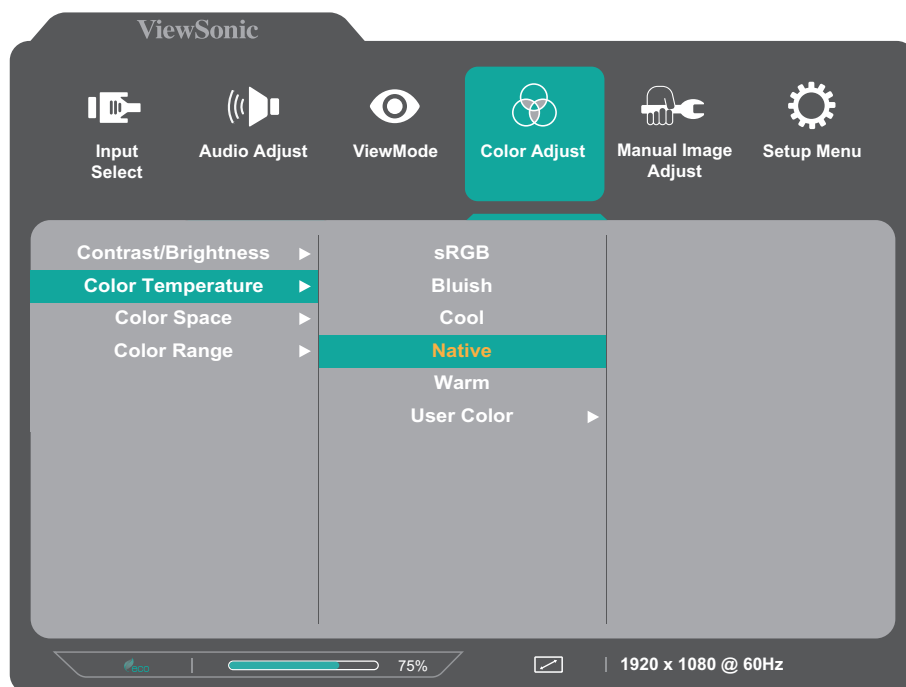 ViewSonic
Input
Select
Audio Adjust
ViewMode
Color Adjust
Manual Image
Adjust
Setup Menu
Contrast/Brightness
Color Temperature
Color Space
Color Range
sRGB
Bluish
Cool
Native
Warm
User Color
eco
75%
1920 x 1080 @ 60Hz